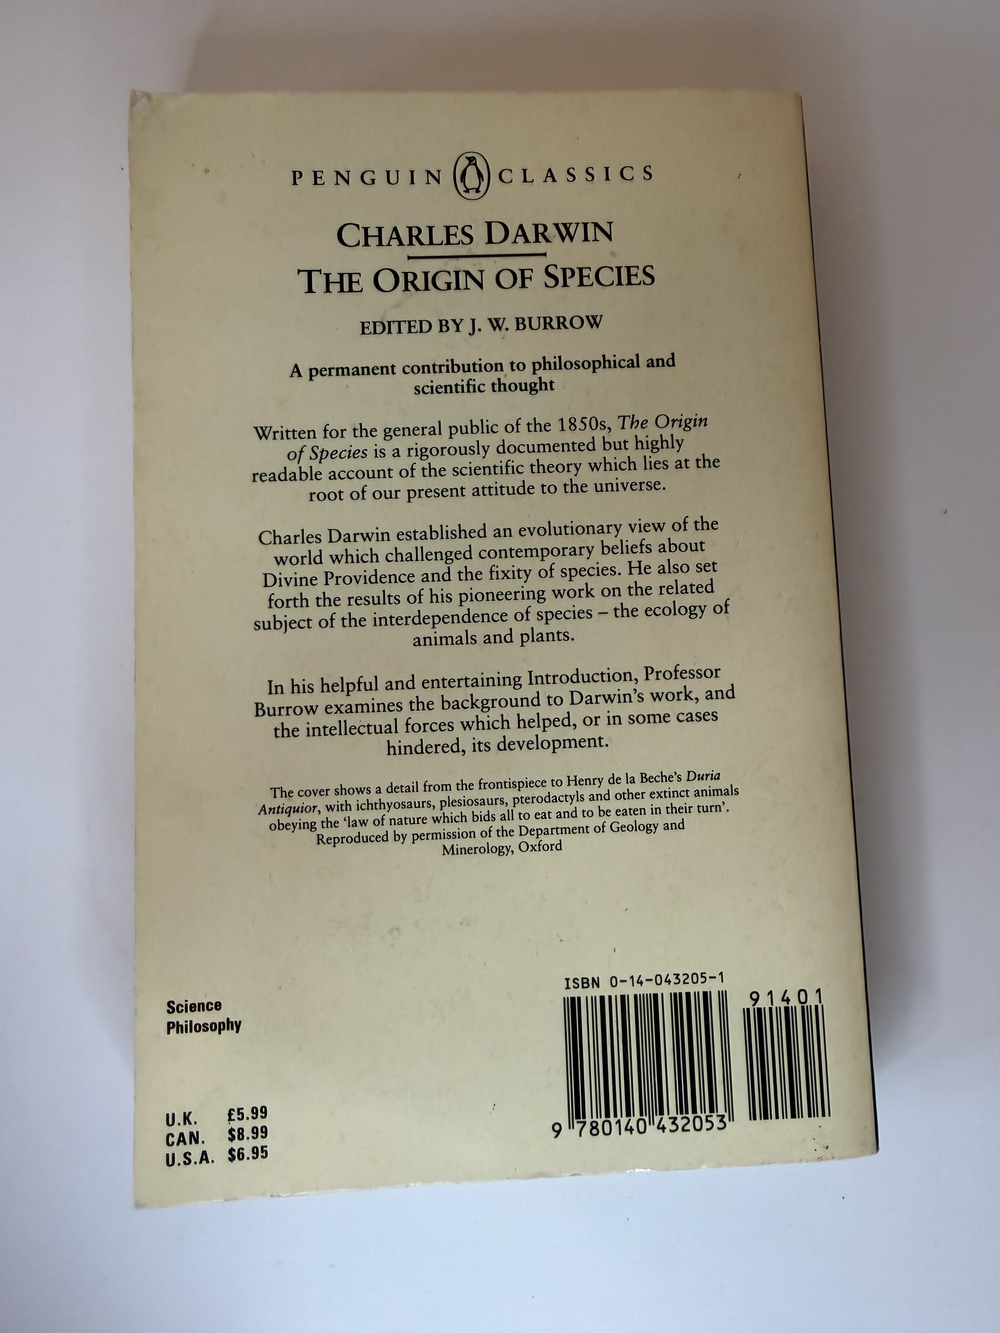 PENGUIN CLASSICS
CHARLES DARWIN
THE ORIGIN OF SPECIES
EDITED BY J. W. BURROW
A permanent contribution to philosophical and
scientific thought
Written for the general public of the 1850s, The Origin
of Species is a rigorously documented but highly
readable account of the scientific theory which lies at the
root of our present attitude to the universe.
Charles Darwin established an evolutionary view of the
world which challenged contemporary beliefs about
Divine Providence and the fixity of species. He also set
forth the results of his pioneering work on the related
subject of the interdependence of species – the ecology of
animals and plants.
In his helpful and entertaining Introduction, Professor
Burrow examines the background to Darwin's work, and
the intellectual forces which helped, or in some cases
hindered, its development.
The cover shows a detail from the frontispiece to Henry de la Beche's Duria
Antiquior, with ichthyosaurs, plesiosaurs, pterodactyls and other extinct animals
obeying the 'law of nature which bids all to eat and to be eaten in their turn'.
Reproduced by permission of the Department of Geology and
Minerology, Oxford
Science
Philosophy
U.K. £5.99
CAN. $8.99
U.S.A. $6.95
ISBN 0-14-043205-1
91401
9 780140 432053